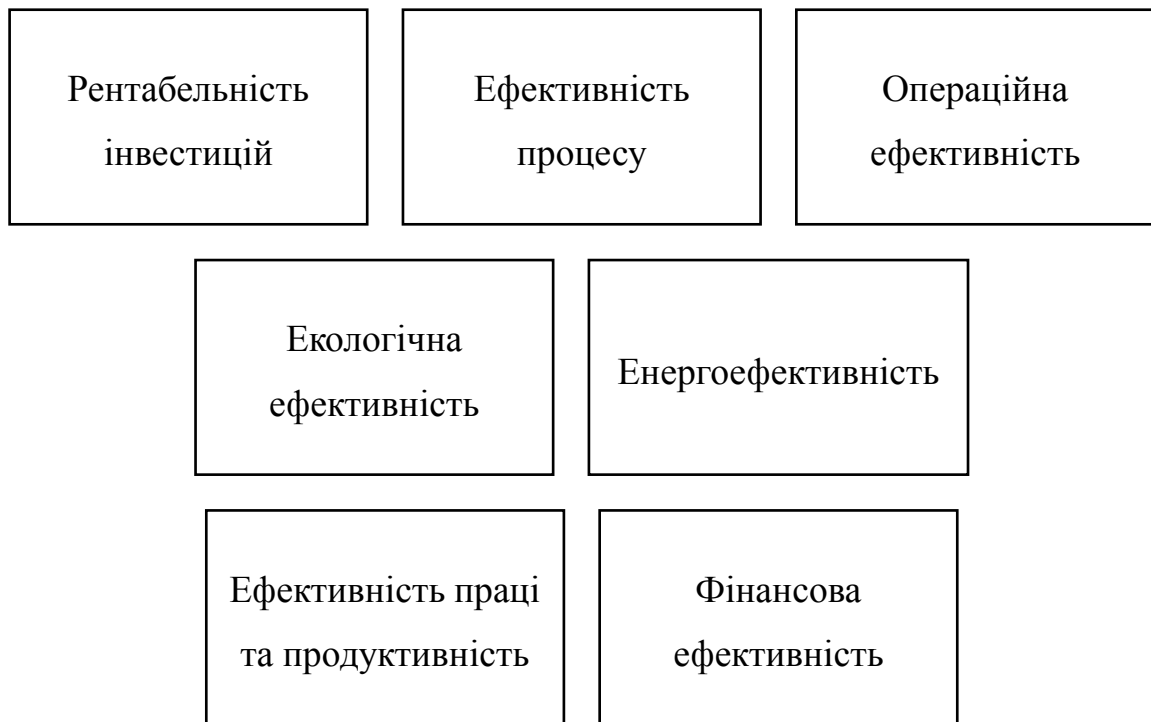 Рентабельність
інвестицій
Ефективність
процесу
Операційна
ефективність
Екологічна
ефективність
Енергоефективність
Ефективність праці
та продуктивність
Фінансова
ефективність